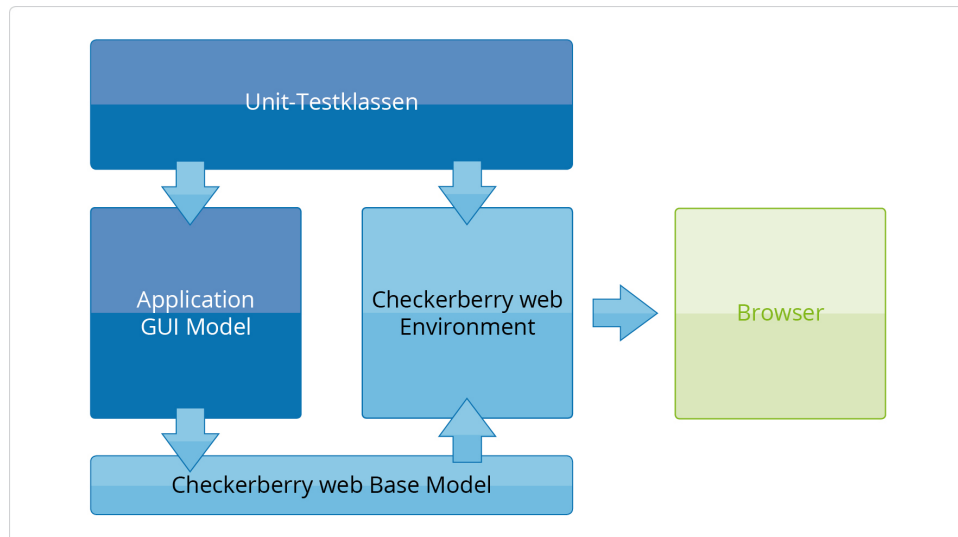 Unit-Testklassen
Application
GUI Model
Checkerberry web
Environment
Browser
Checkerberry web Base Model